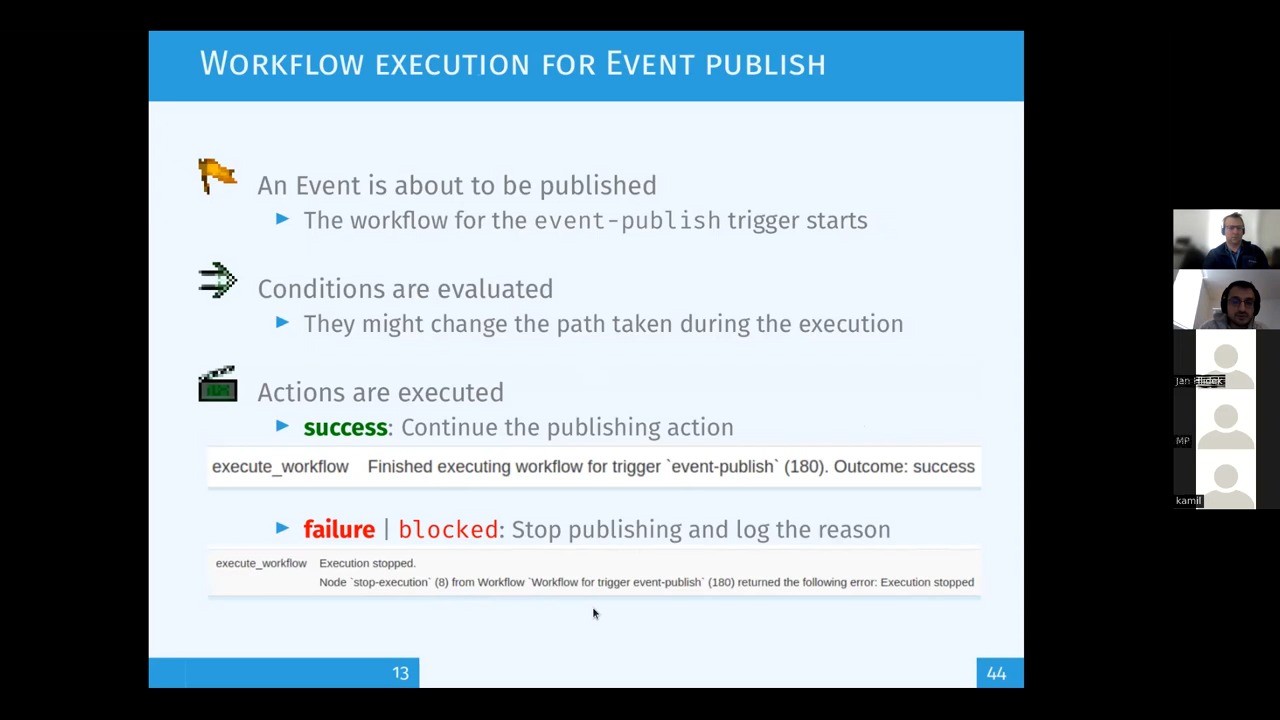 Workflow execution for Event publish
An Event is about to be published
The workflow for the event-publish trigger starts
Conditions are evaluated
They might change the path taken during the execution
Actions are executed
success: Continue the publishing action
execute_workflow Finished executing workflow for trigger `event-publish` (180). Outcome: success
failure | blocked: Stop publishing and log the reason
execute_workflow Execution stopped.
Node `stop-execution` (8) from Workflow `Workflow for trigger event-publish` (180) returned the following error: Execution stopped
13
44
Jan
MP
kamil